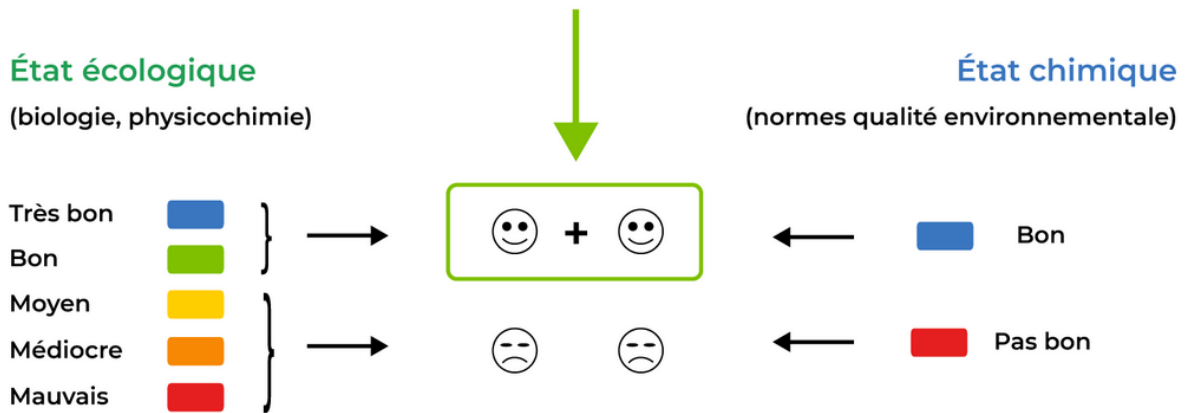 État écologique
(biologie, physicochimie)
Très bon
Bon
Moyen
Médiocre
Mauvais
+
État chimique
(normes qualité environnementale)
Bon
Pas bon